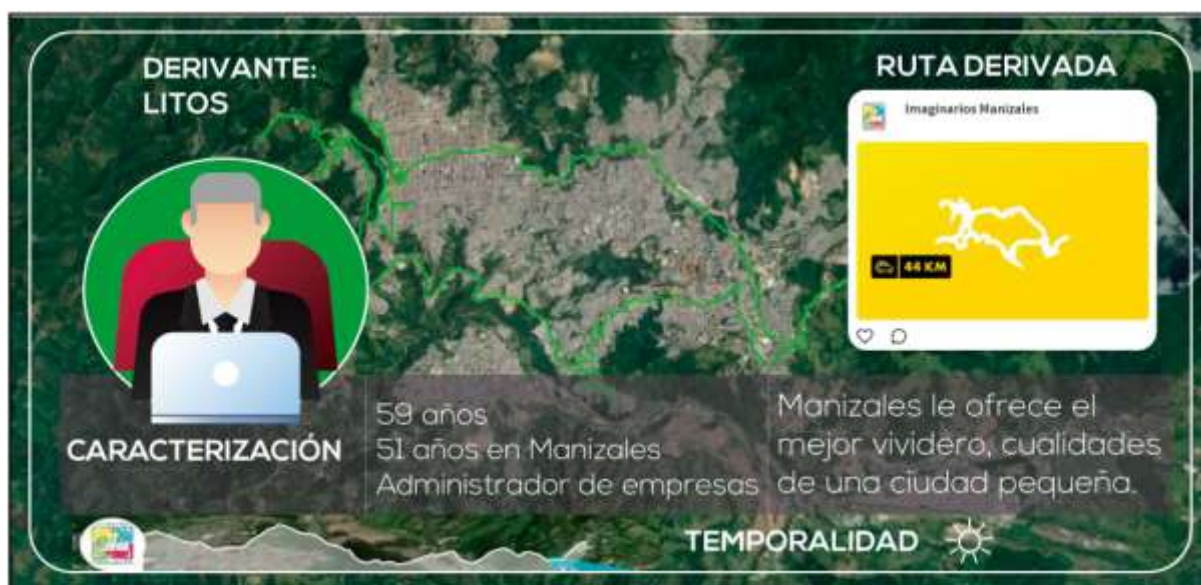 DERIVANTE:
LITOS
RUTA DERIVADA
Imaginarios Manizales
44 KM
CARACTERIZACIÓN
59 años
51 años en Manizales
Administrador de empresas
Manizales le ofrece el
mejor vividero, cualidades
de una ciudad pequeña.
TEMPORALIDAD